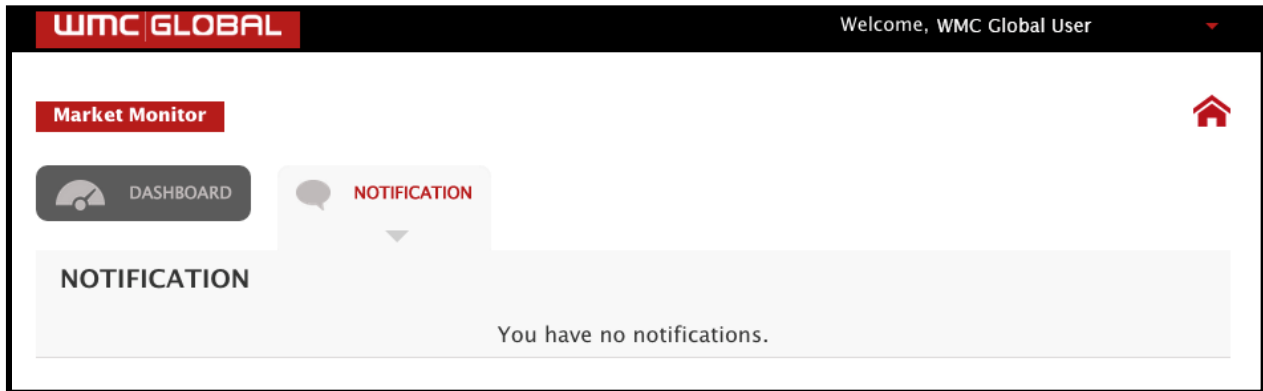 WMC GLOBAL
Welcome, WMC Global User
Market Monitor
DASHBOARD
NOTIFICATION
NOTIFICATION
You have no notifications.